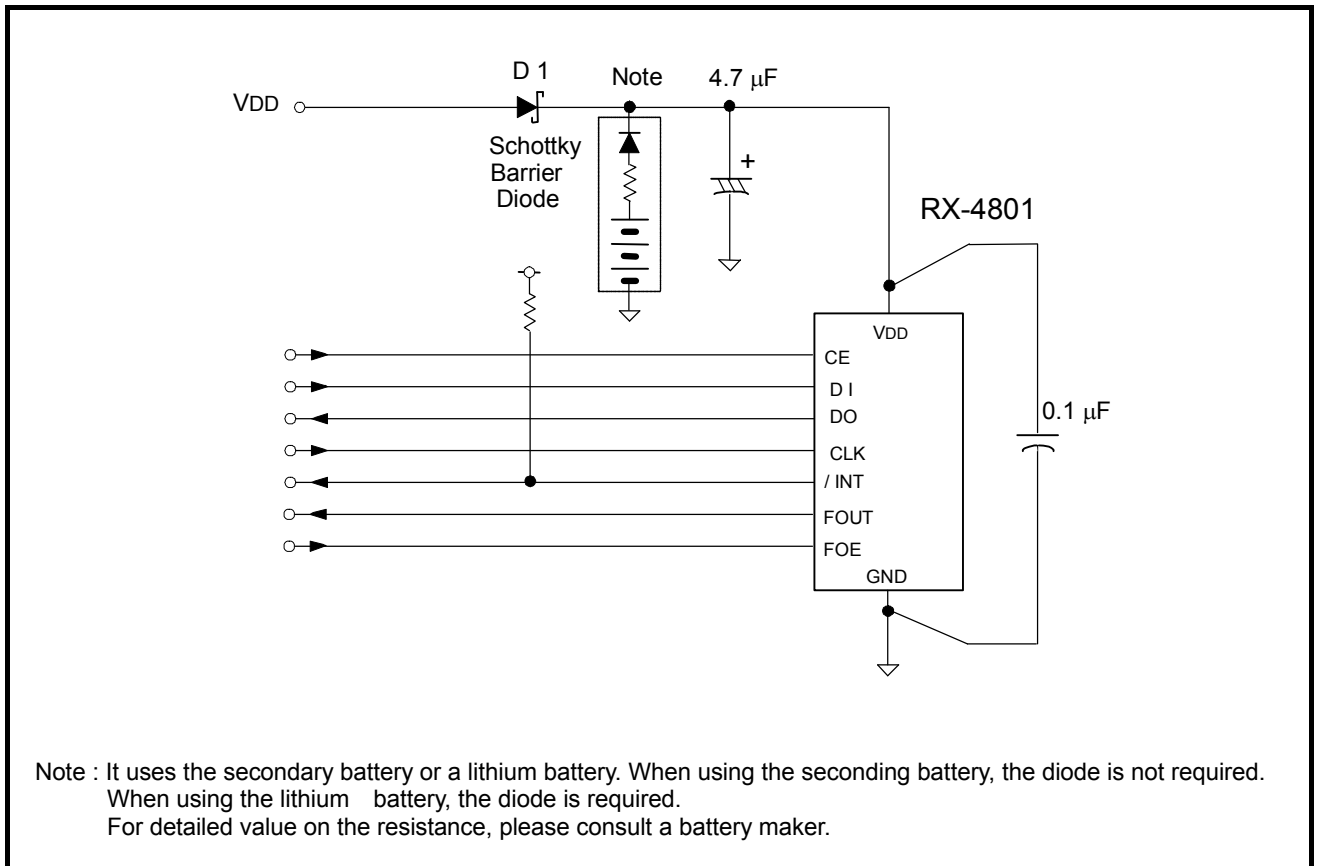 D 1
Note
4.7 μF
VDD
Schottky
Barrier
Diode
+
RX-4801
VDD
CE
D I
DO
CLK
/ INT
FOUT
FOE
GND
0.1 μF
Note : It uses the secondary battery or a lithium battery. When using the seconding battery, the diode is not required.
When using the lithium battery, the diode is required.
For detailed value on the resistance, please consult a battery maker.